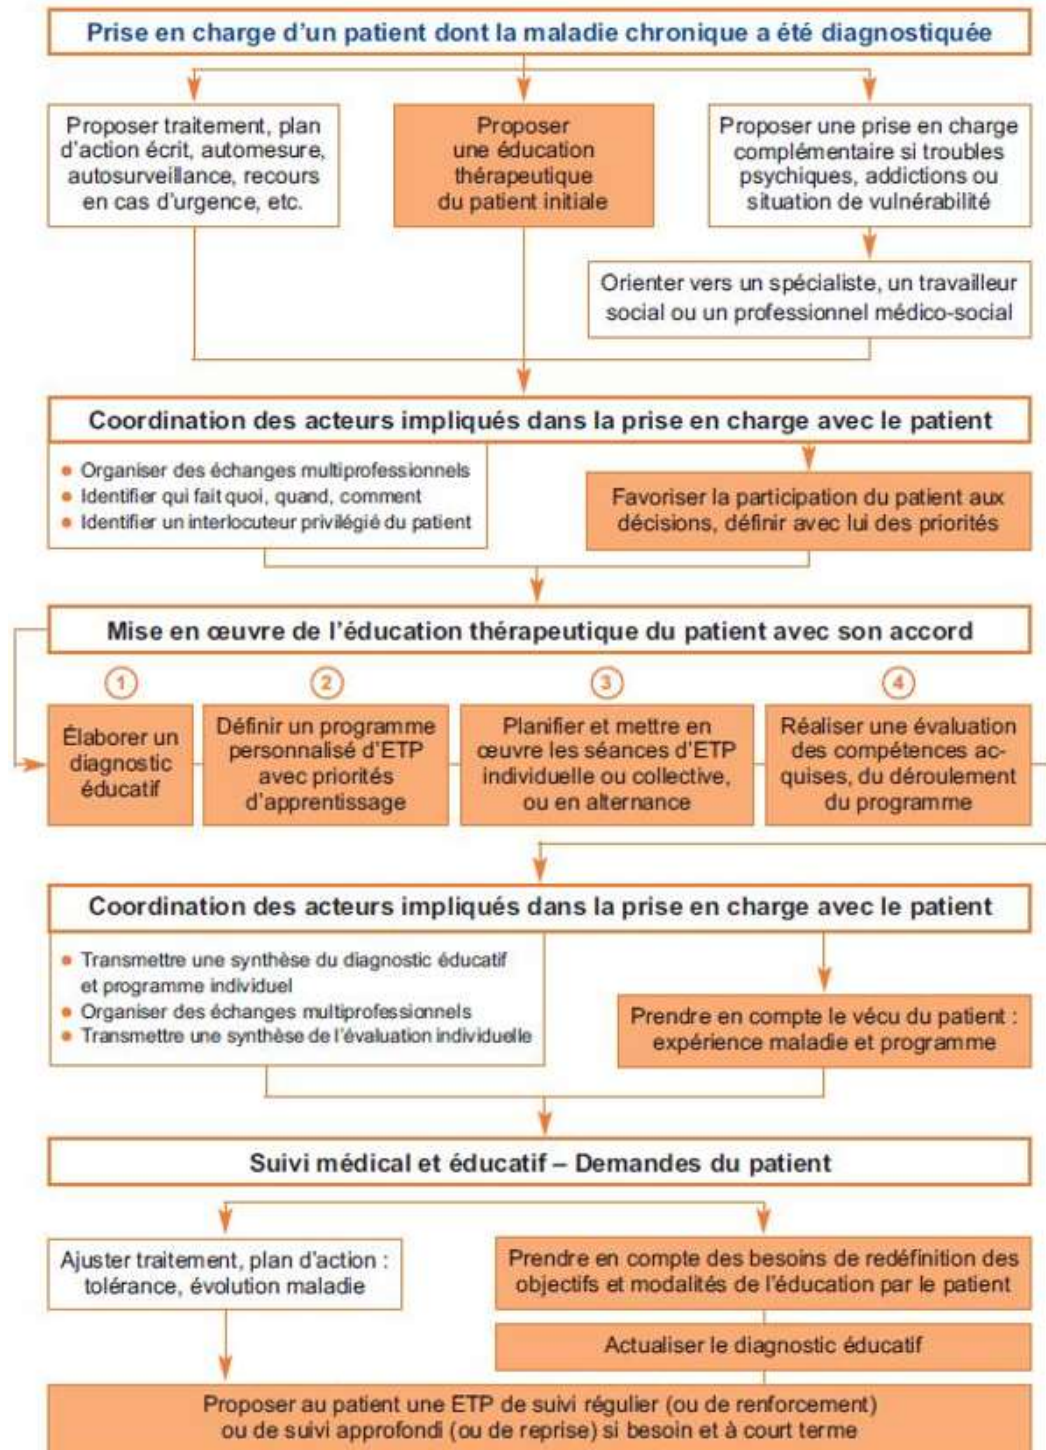 Prise en charge d'un patient dont la maladie chronique a été diagnostiquée
Proposer traitement, plan
d'action écrit, automesure,
autosurveillance, recours
en cas d'urgence, etc.
Proposer
une éducation
thérapeutique
du patient initiale
Proposer une prise en charge
complémentaire si troubles
psychiques, addictions ou
situation de vulnérabilité
Orienter vers un spécialiste, un travailleur
social ou un professionnel médico-social
Coordination des acteurs impliqués dans la prise en charge avec le patient
• Organiser des échanges multiprofessionnels
• Identifier qui fait quoi, quand, comment
• Identifier un interlocuteur privilégié du patient
Favoriser la participation du patient aux
décisions, définir avec lui des priorités
Mise en œuvre de l'éducation thérapeutique du patient avec son accord
1
Élaborer un
diagnostic
éducatif
2
Définir un programme
personnalisé d'ETP
avec priorités
d'apprentissage
3
Planifier et mettre en
œuvre les séances d'ETP
individuelle ou collective,
ou en alternance
4
Réaliser une évaluation
des compétences ac-
quises, du déroulement
du programme
Coordination des acteurs impliqués dans la prise en charge avec le patient
• Transmettre une synthèse du diagnostic éducatif
et programme individuel
• Organiser des échanges multiprofessionnels
• Transmettre une synthèse de l'évaluation individuelle
Prendre en compte le vécu du patient :
expérience maladie et programme
Suivi médical et éducatif – Demandes du patient
Ajuster traitement, plan d'action :
tolérance, évolution maladie
Prendre en compte des besoins de redéfinition des
objectifs et modalités de l'éducation par le patient
Actualiser le diagnostic éducatif
Proposer au patient une ETP de suivi régulier (ou de renforcement)
ou de suivi approfondi (ou de reprise) si besoin et à court terme